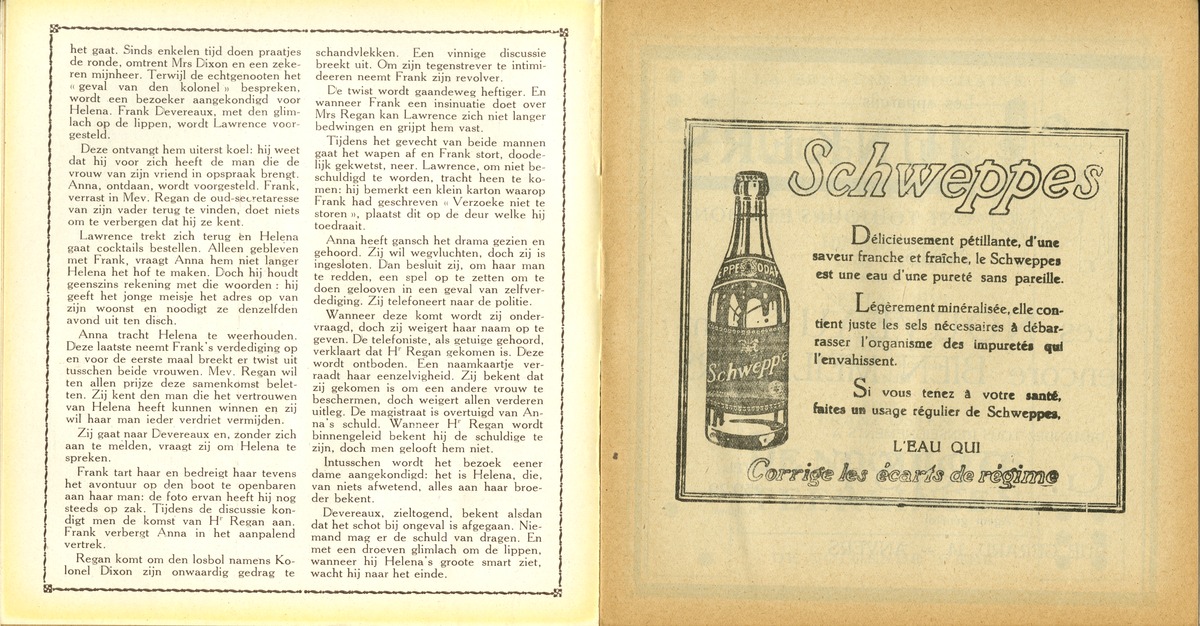 het gaat. Sinds enkelen tijd doen praatjes
de ronde, omtrent Mrs Dixon en een zeke-
ren mijnheer. Terwijl de echtgenooten het
« geval van den kolonel » bespreken,
wordt een bezoeker aangekondigd voor
Helena. Frank Devereaux, met den glim-
lach op de lippen, wordt Lawrence voor-
gesteld.
Deze ontvangt hem uiterst koel: hij weet
dat hij voor zich heeft de man die de
vrouw van zijn vriend in opspraak brengt.
Anna, ontdaan, wordt voorgesteld. Frank,
verrast in Mev. Regan de oud-secretaresse
van zijn vader terug te vinden, doet niets
om te verbergen dat hij ze kent.
Lawrence trekt zich terug en Helena
gaat cocktails bestellen. Alleen gebleven
met Frank, vraagt Anna hem niet langer
Helena het hof te maken. Doch hij houdt
geenszins rekening met die woorden : hij
geeft het jonge meisje het adres op van
zijn woonst en noodigt ze denzelfden
avond uit ten disch.
Anna tracht Helena te weerhouden.
Deze laatste neemt Frank's verdediging op
en voor de eerste maal breekt er twist uit
tusschen beide vrouwen. Mev. Regan wil
ten allen prijze deze samenkomst belet-
ten. Zij kent den man die het vertrouwen
van Helena heeft kunnen winnen en zij
wil haar man ieder verdriet vermijden.
Zij gaat naar Devereaux en, zonder zich
aan te melden, vraagt zij om Helena te
spreken.
Frank tart haar en bedreigt haar tevens
het avontuur op den boot te openbaren
aan haar man: de foto ervan heeft hij nog
steeds op zak. Tijdens de discussie kon-
digt men de komst van Hr Regan aan.
Frank verbergt Anna in het aanpalend
vertrek.
Regan komt om den losbol namens Ko-
lonel Dixon zijn onwaardig gedrag te
schandvlekken. Een vinnige discussie
breekt uit. Om zijn tegenstrever te intimi-
deeren neemt Frank zijn revolver.
De twist wordt gaandeweg heftiger. En
wanneer Frank een insinuatie doet over
Mrs Regan kan Lawrence zich niet langer
bedwingen en grijpt hem vast.
Tijdens het gevecht van beide mannen
gaat het wapen af en Frank stort, doode-
lijk gekwetst, neer. Lawrence, om niet be-
schuldigd te worden, tracht heen te ko-
men: hij bemerkt een klein karton waarop
Frank had geschreven « Verzoeke niet te
storen », plaatst dit op de deur welke hij
toedraait.
Anna heeft gansch het drama gezien en
gehoord. Zij wil wegvluchten, doch zij is
ingesloten. Dan besluit zij, om haar man
te redden, een spel op te zetten om te
doen gelooven in een geval van zelfver-
dediging. Zij telefoneert naar de politie.
Wanneer deze komt wordt zij onder-
vraagd, doch zij weigert haar naam op te
geven. De telefoniste, als getuige gehoord,
verklaart dat Hr Regan gekomen is. Deze
wordt ontboden. Een naamkaartje ver-
raadt haar eenzelvigheid. Zij bekent dat
zij gekomen is om een andere vrouw te
beschermen, doch weigert allen verderen
uitleg. De magistraat is overtuigd van An-
na's schuld. Wanneer Hr Regan wordt
binnengeleid bekent hij de schuldige te
zijn, doch men gelooft hem niet.
Intusschen wordt het bezoek eener
dame aangekondigd: het is Helena, die,
van niets afwetend, alles aan haar broe-
der bekent.
Devereaux, zieltogend, bekent alsdan
dat het schot bij ongeval is afgegaan. Nie-
mand mag er de schuld van dragen. En
met een droeven glimlach om de lippen,
wanneer hij Helena's groote smart ziet,
wacht hij naar het einde.
Schweppes
Délicieusement pétillante, d'une
saveur franche et fraîche, le Schweppes
est une eau d'une pureté sans pareille.
Légèrement minéralisée, elle con-
tient juste les sels nécessaires à débar-
rasser l'organisme des impuretés qui
l'envahissent.
Si vous tenez à votre santé,
faites un usage régulier de Schweppes,
L'EAU QUI
Corrige les écarts de régime
EPPES SODA
Schweppe